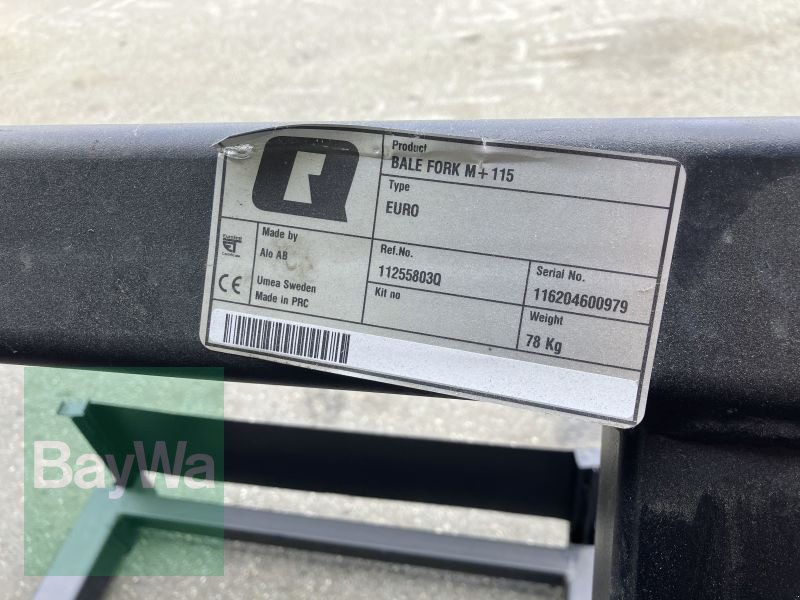 Q
Product
BALE FORK M+115
Type
EURO
Made by
Alo AB
Umea Sweden
Made in PRC
CE
Ref.No.
11255803Q
Kit no
Serial No.
116204600979
Weight
78 Kg
BayWa